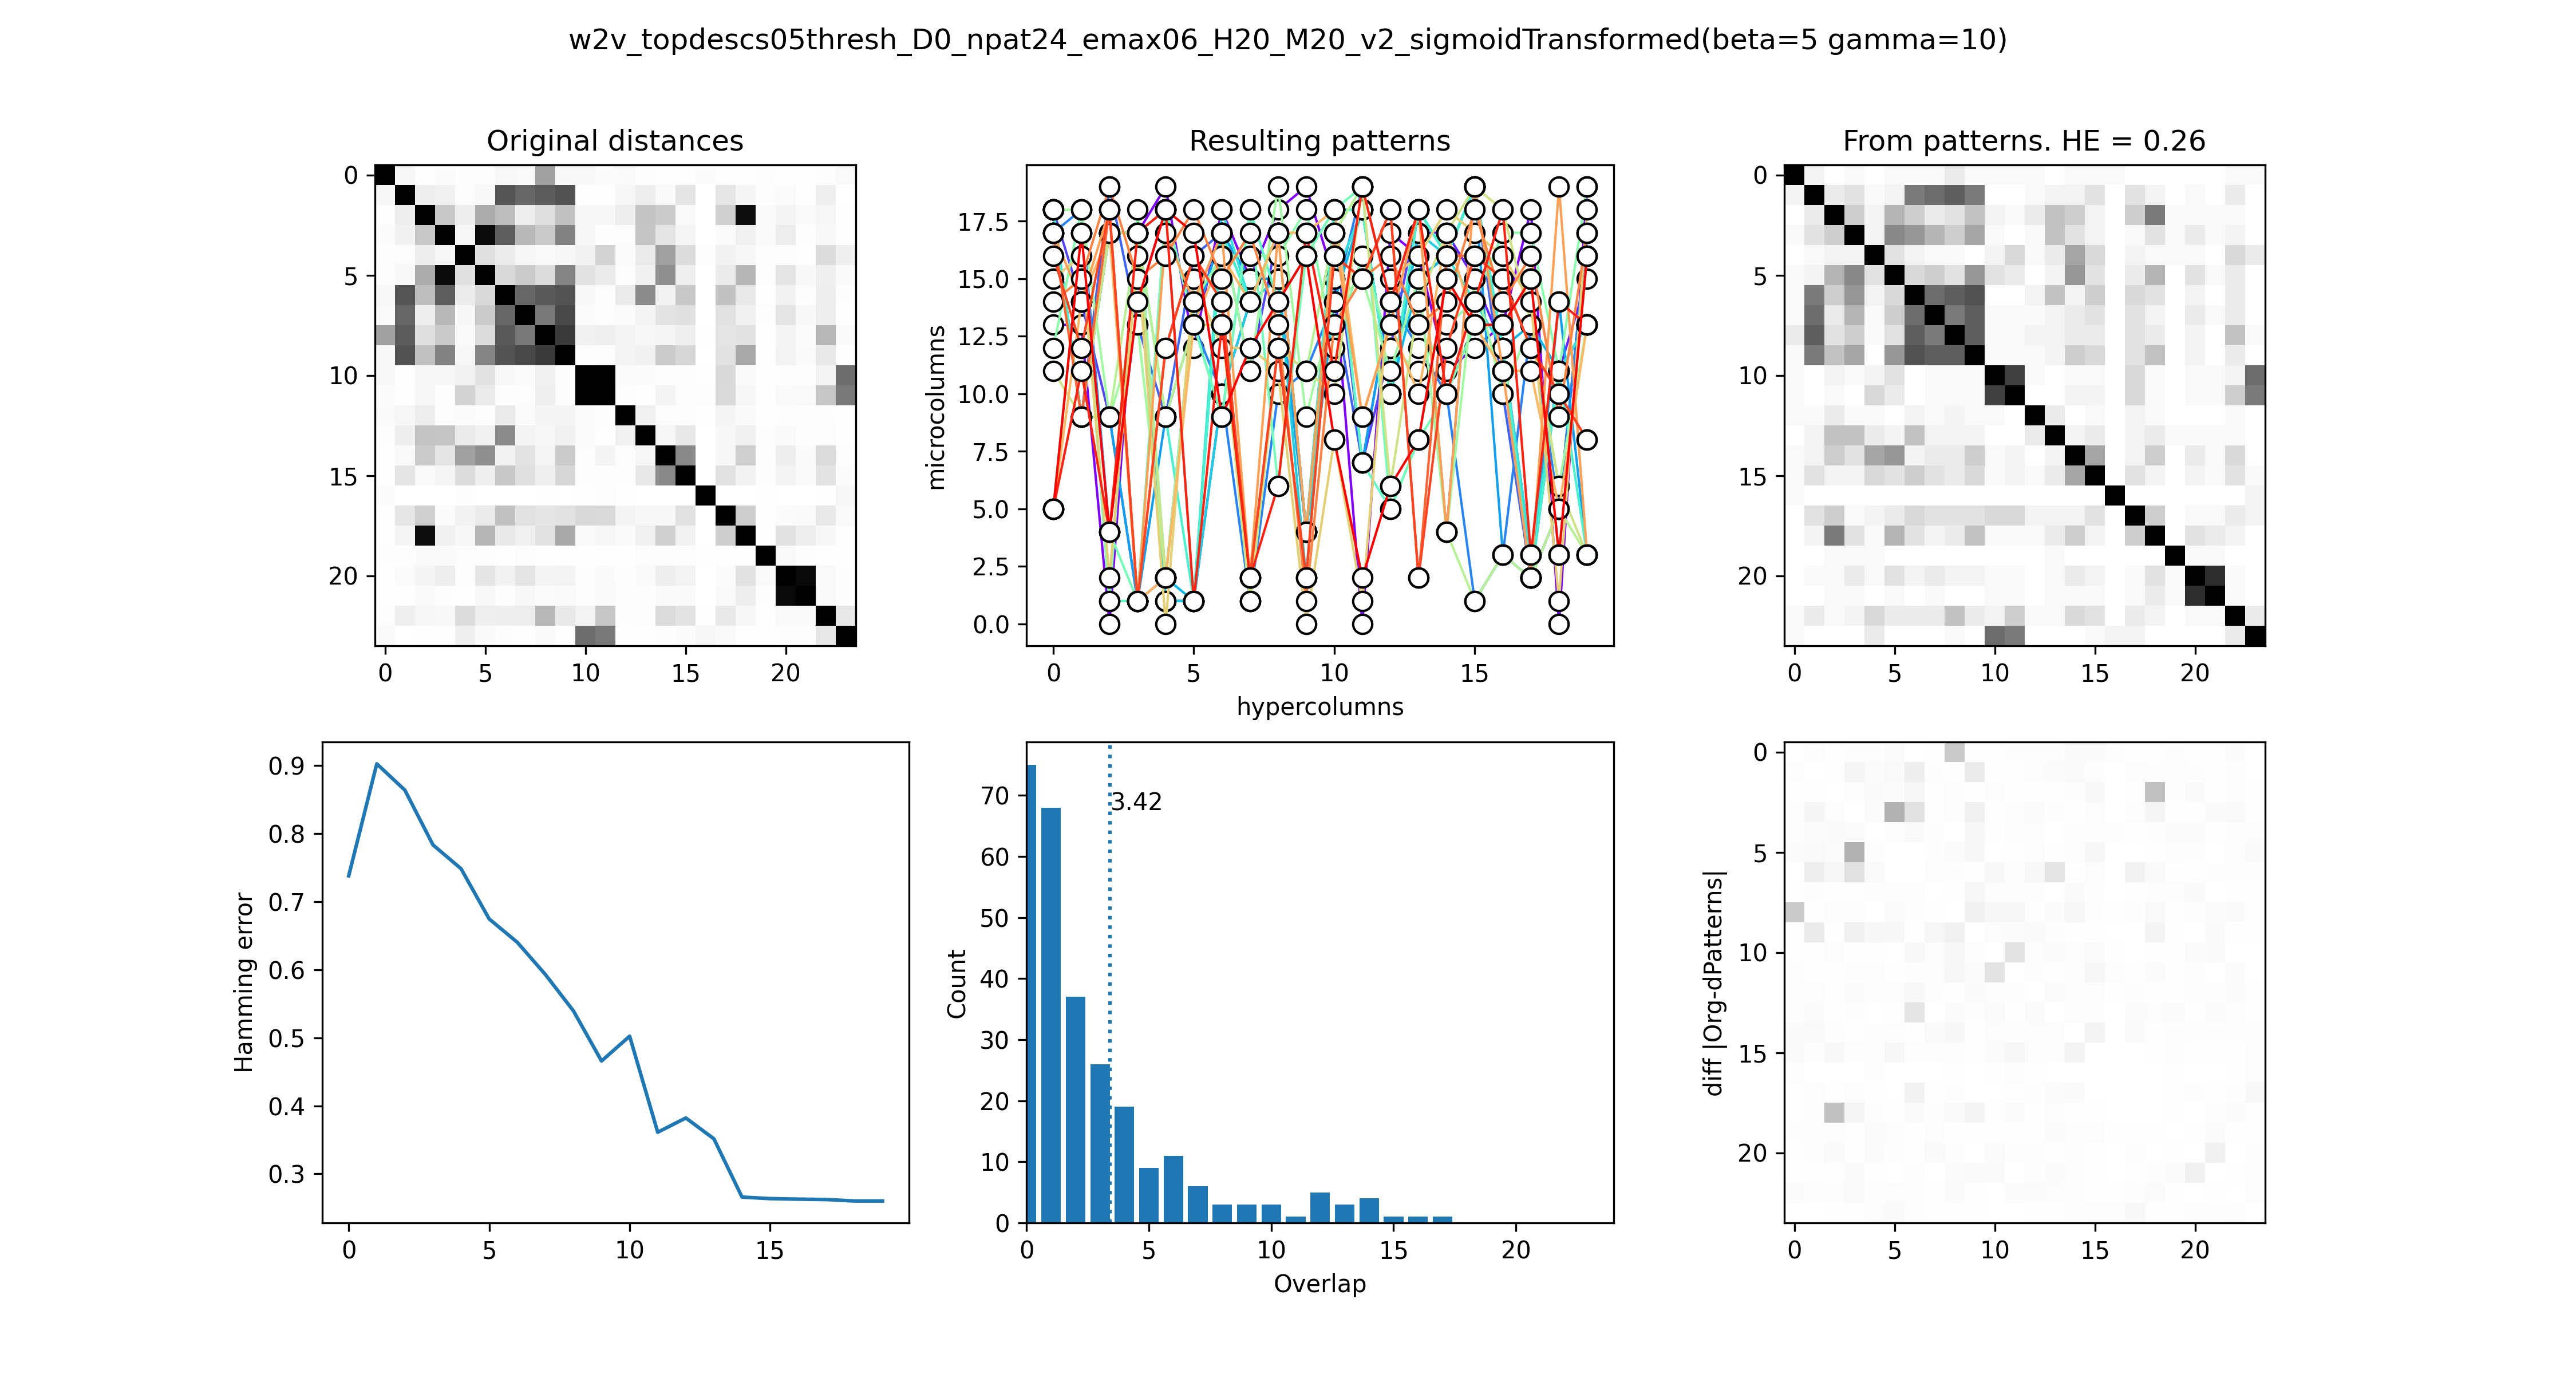 w2v_topdescs05thresh_D0_npat24_emax06_H20_M20_v2_sigmoidTransformed(beta=5 gamma=10)
Original distances
0
5
10
15
20
0 5 10 15 20
Resulting patterns
microcolumns
17.5
15.0
12.5
10.0
7.5
5.0
2.5
0.0
0 5 10 15
hypercolumns
From patterns. HE = 0.26
0
5
10
15
20
0 5 10 15 20
Hamming error
0.9
0.8
0.7
0.6
0.5
0.4
0.3
0 5 10 15
Count
70
60
50
40
30
20
10
0
3.42
0 5 10 15 20
Overlap
diff |Org-dPatterns|
0
5
10
15
20
0 5 10 15 20